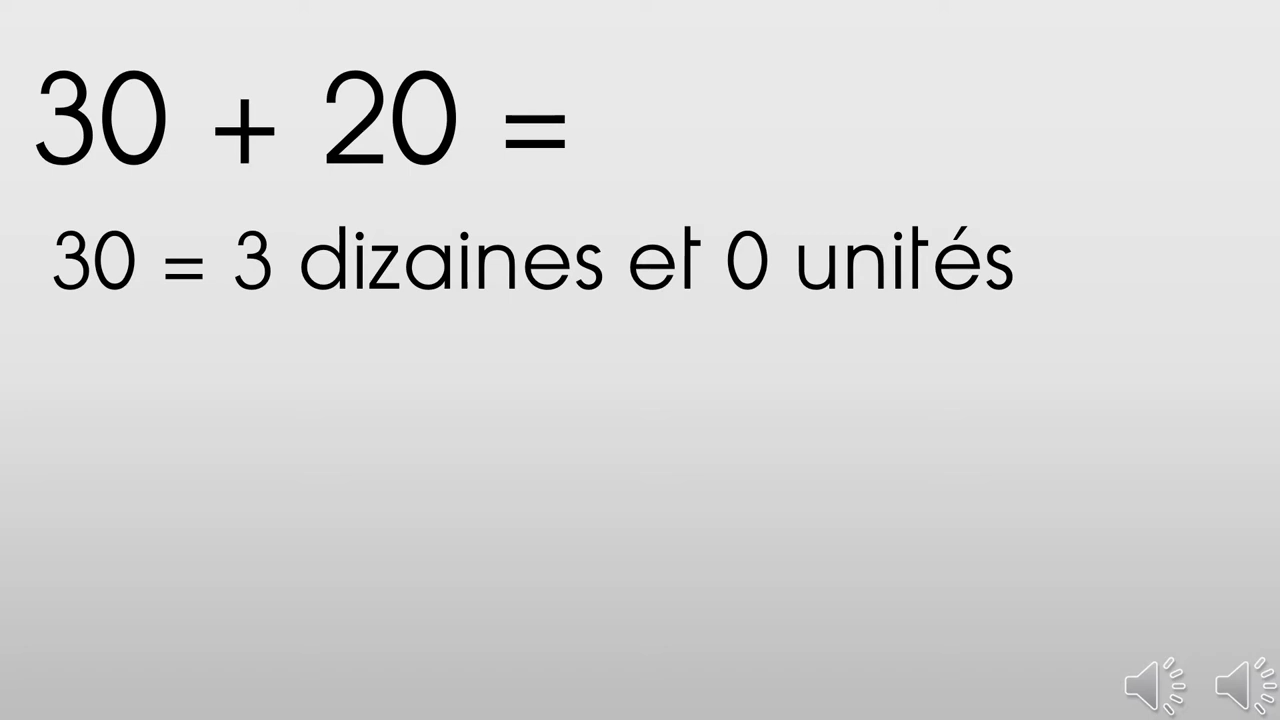 30 + 20 =
30 = 3 dizaines et 0 unités